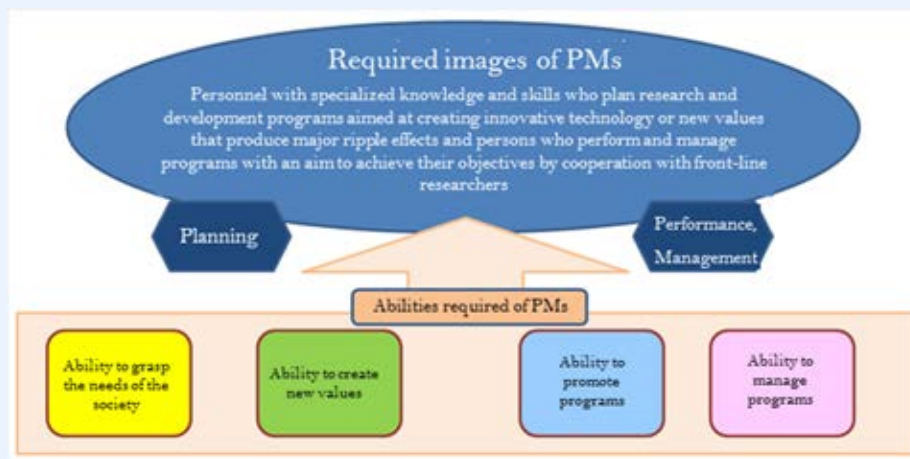 Required images of PMs
Personnel with specialized knowledge and skills who plan research and
development programs aimed at creating innovative technology or new values
that produce major ripple effects and persons who perform and manage
programs with an aim to achieve their objectives by cooperation with front-line
researchers
Planning
Performance,
Management
Abilities required of PMs
Ability to grasp
the needs of the
society
Ability to create
new values
Ability to
promote
programs
Ability to
manage
programs